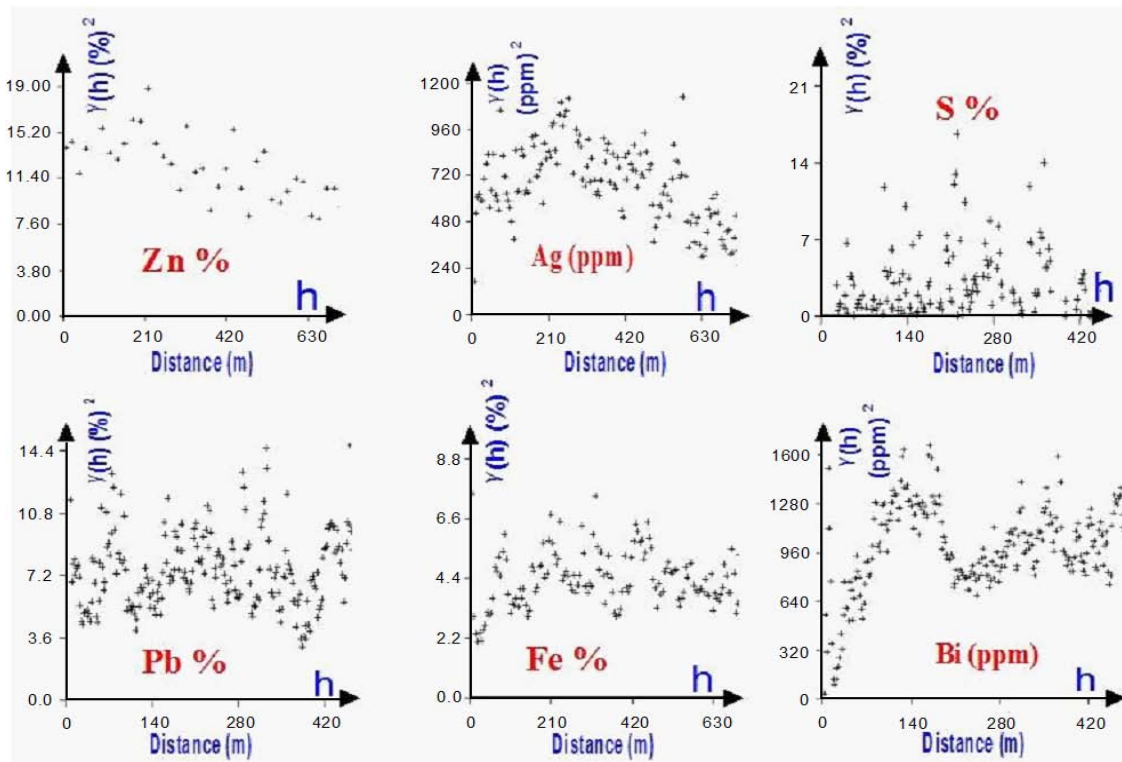 γ(h) (%) 2
19.00
15.20
11.40
7.60
3.80
0.00
Zn %
h
0 210 420 630
Distance (m)
γ(h)
(ppm) 2
1200
960
720
480
240
0
Ag (ppm)
h
0 210 420 630
Distance (m)
γ(h) (%) 2
21
14
7
0
S %
h
0 140 280 420
Distance (m)
γ(h) (%) 2
14.4
10.8
7.2
3.6
0.0
Pb %
h
0 140 280 420
Distance (m)
γ(h) (%) 2
8.8
6.6
4.4
2.2
0.0
Fe %
h
0 210 420 630
Distance (m)
γ(h)
(ppm) 2
1600
1280
960
640
320
0
Bi (ppm)
h
0 140 280 420
Distance (m)